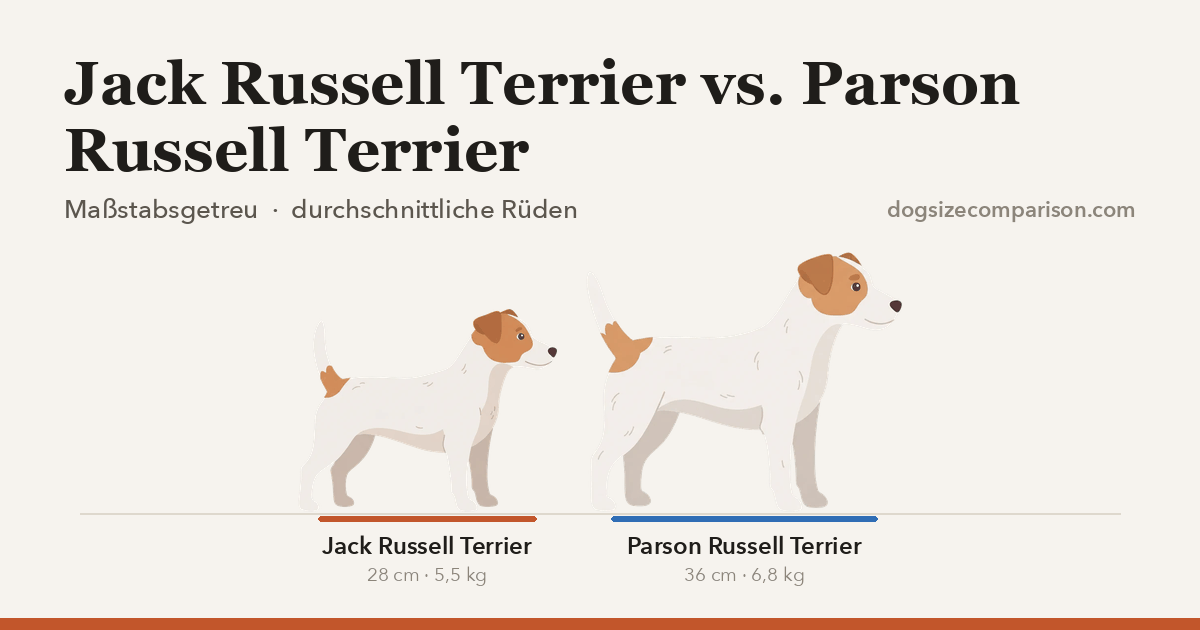 Jack Russell Terrier vs. Parson
Russell Terrier
Maßstabsgetreu · durchschnittliche Rüden
dogsizecomparison.com
Jack Russell Terrier
28 cm · 5,5 kg
Parson Russell Terrier
36 cm · 6,8 kg